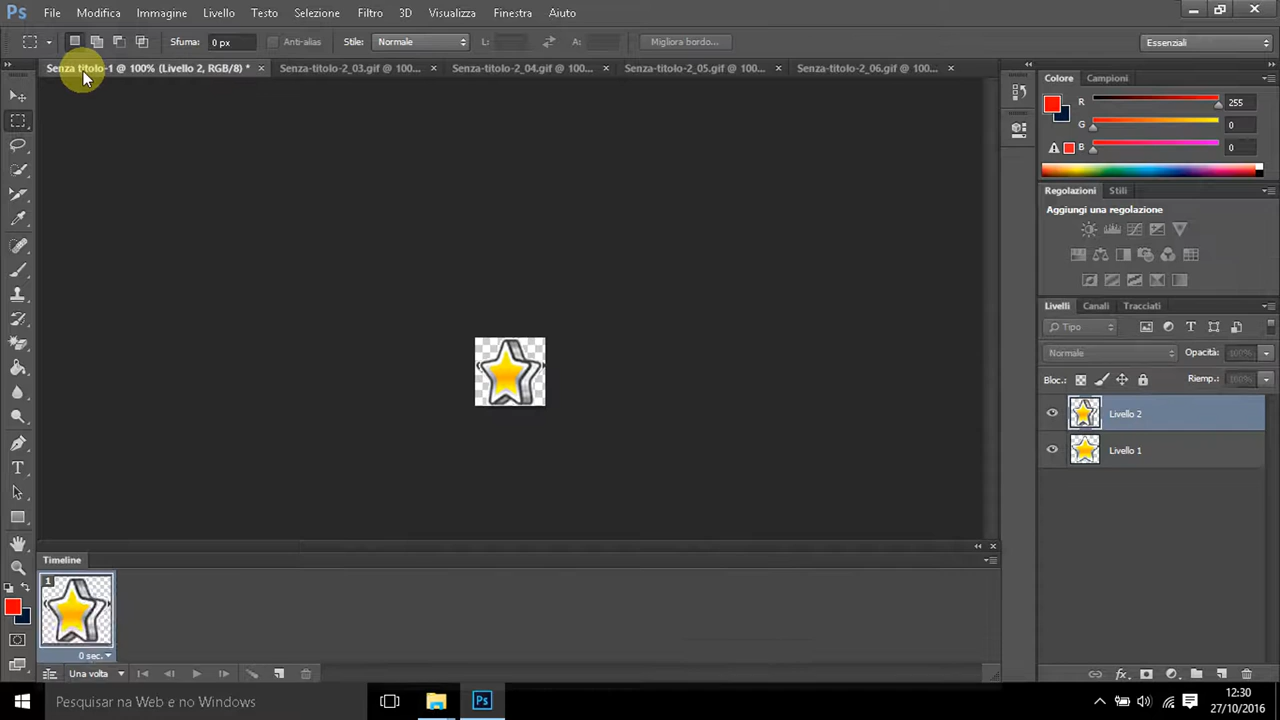 Ps File Modifica Immagine Livello Testo Selezione Filtro 3D Visualizza Finestra Aiuto
Sfuma: 0 px Anti-alias Stile: Normale L: A: Migliora bordo... Essenziali
Senza titolo-1 @ 100% (Livello 2, RGB/8) * Senza-titolo-2_03.gif @ 100... Senza-titolo-2_04.gif @ 100... Senza-titolo-2_05.gif @ 100... Senza-titolo-2_06.gif @ 100...
Colore Campioni
R 255
G 0
B 0
Regolazioni Stili
Aggiungi una regolazione
Livelli Canali Tracciati
Tipo
Normale Opacità: 100%
Bloc.: Riemp.: 100%
Livello 2
Livello 1
Timeline
1
0 sec.
Una volta
Pesquisar na Web e no Windows Ps
12:30
27/10/2016